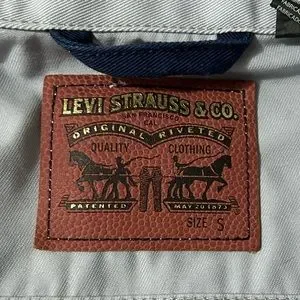 LEVI STRAUSS & CO.
SAN FRANCISCO
CAL.
ORIGINAL RIVETED
QUALITY CLOTHING
PATENTED MAY 20 1873
SIZE S